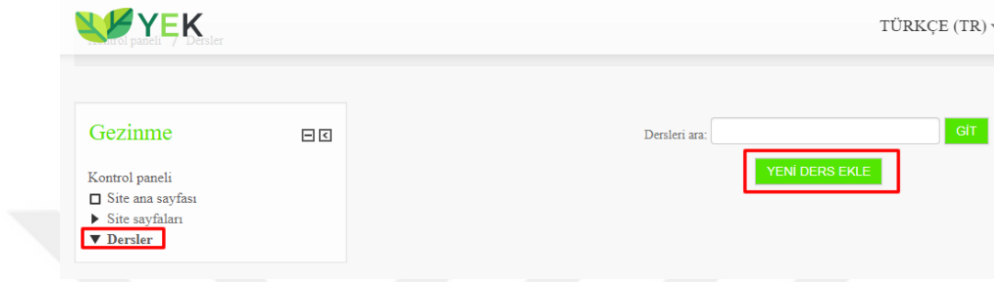 YEK
TÜRKÇE (TR)
Kontrol paneli / Dersler
Gezinme
Dersleri ara:
GİT
YENİ DERS EKLE
Kontrol paneli
Site ana sayfası
Site sayfaları
Dersler